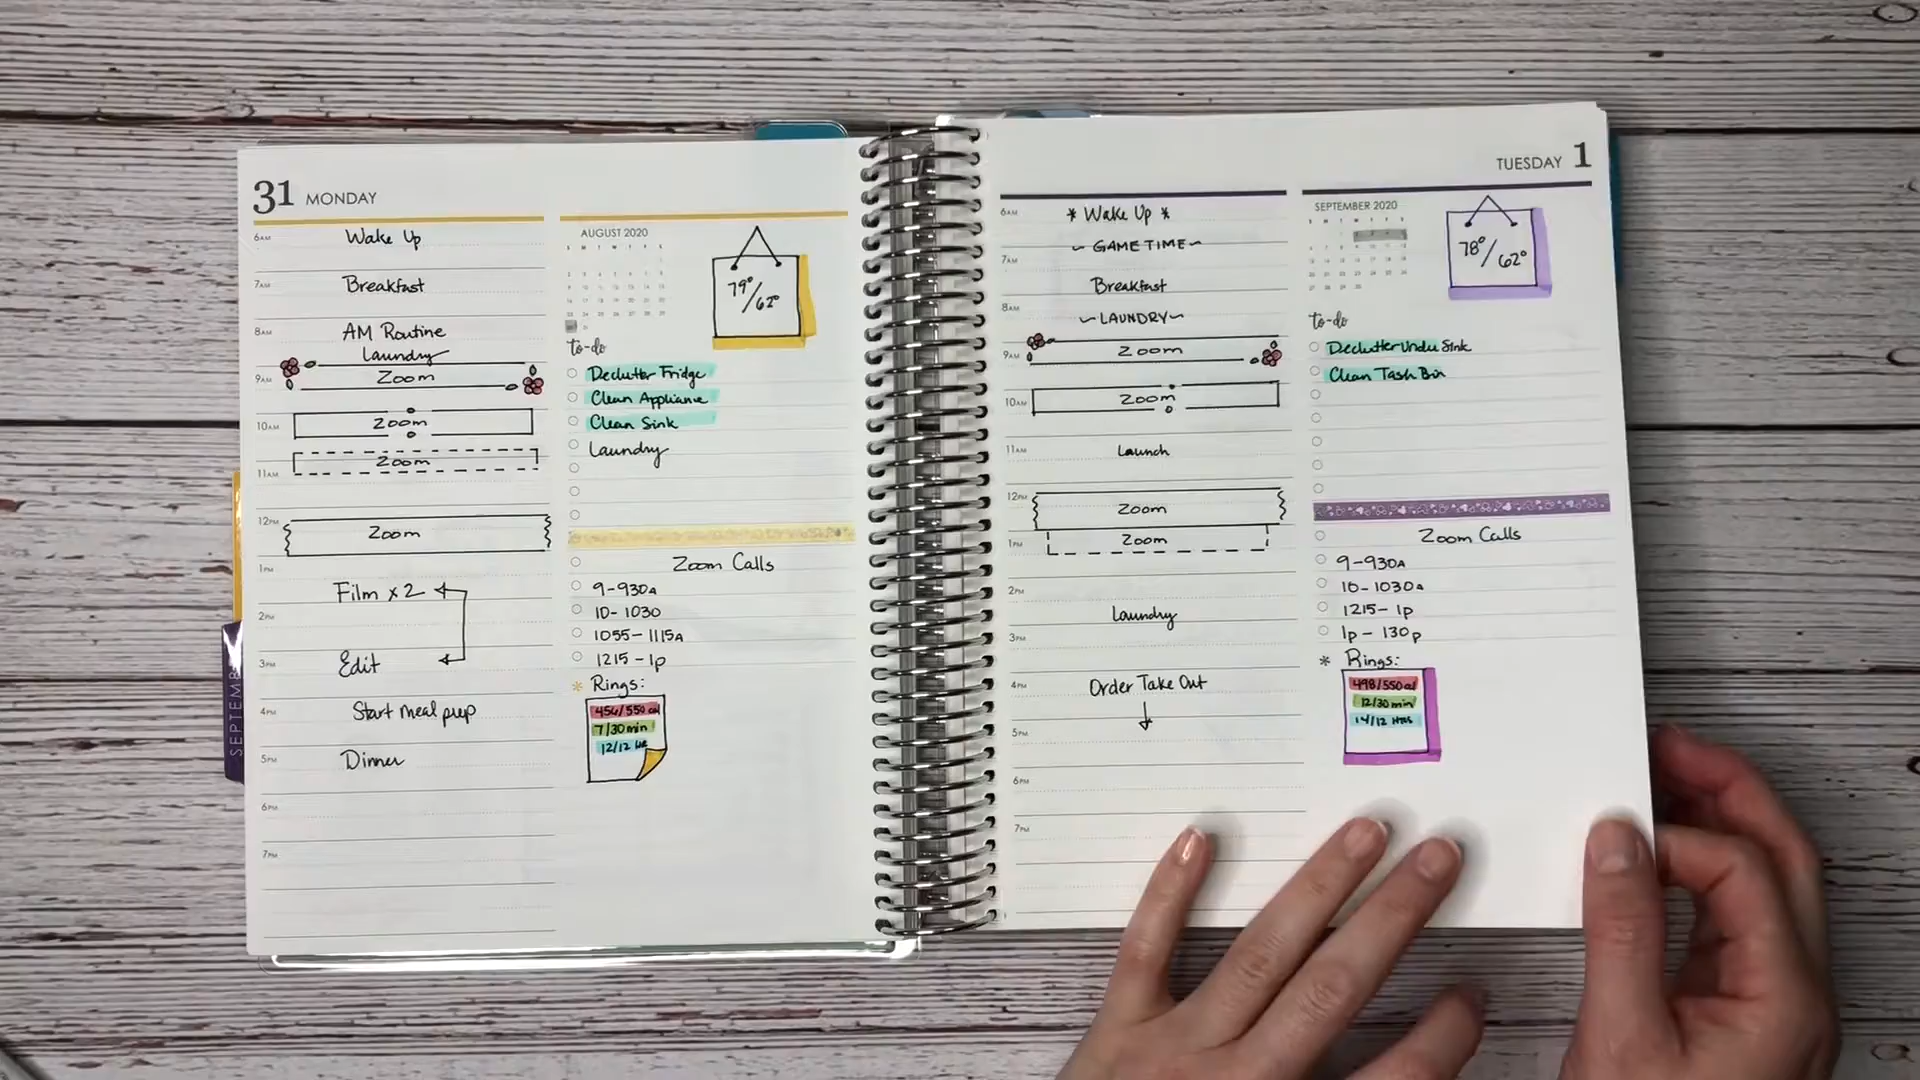 31 MONDAY
6AM Wake Up
7AM Breakfast
8AM AM Routine
Laundry
9AM Zoom
10AM Zoom
11AM Zoom
12PM Zoom
1PM
Film x 2
2PM
3PM Edit
4PM Start meal prep
5PM Dinner
6PM
7PM
AUGUST 2020
79°/62°
to-do
Declutter Fridge
Clean Appliance
Clean Sink
Laundry
Zoom Calls
9-930A
10-1030
1055-1115A
1215-1p
* Rings:
456/550 cal
7/30 min
12/12 HR
SEPTEMBE
TUESDAY 1
6AM * Wake Up *
~ GAME TIME ~
7AM
Breakfast
8AM
~ LAUNDRY ~
9AM Zoom
10AM Zoom
11AM Launch
12PM Zoom
1PM Zoom
2PM
Laundry
3PM
4PM Order Take Out
5PM
6PM
7PM
SEPTEMBER 2020
78°/62°
to-do
Declutter Under Sink
Clean Tash Bin
Zoom Calls
9-930A
10-1030A
1215-1p
1p-130p
* Rings:
498/550 cal
12/30 min
14/12 HRS